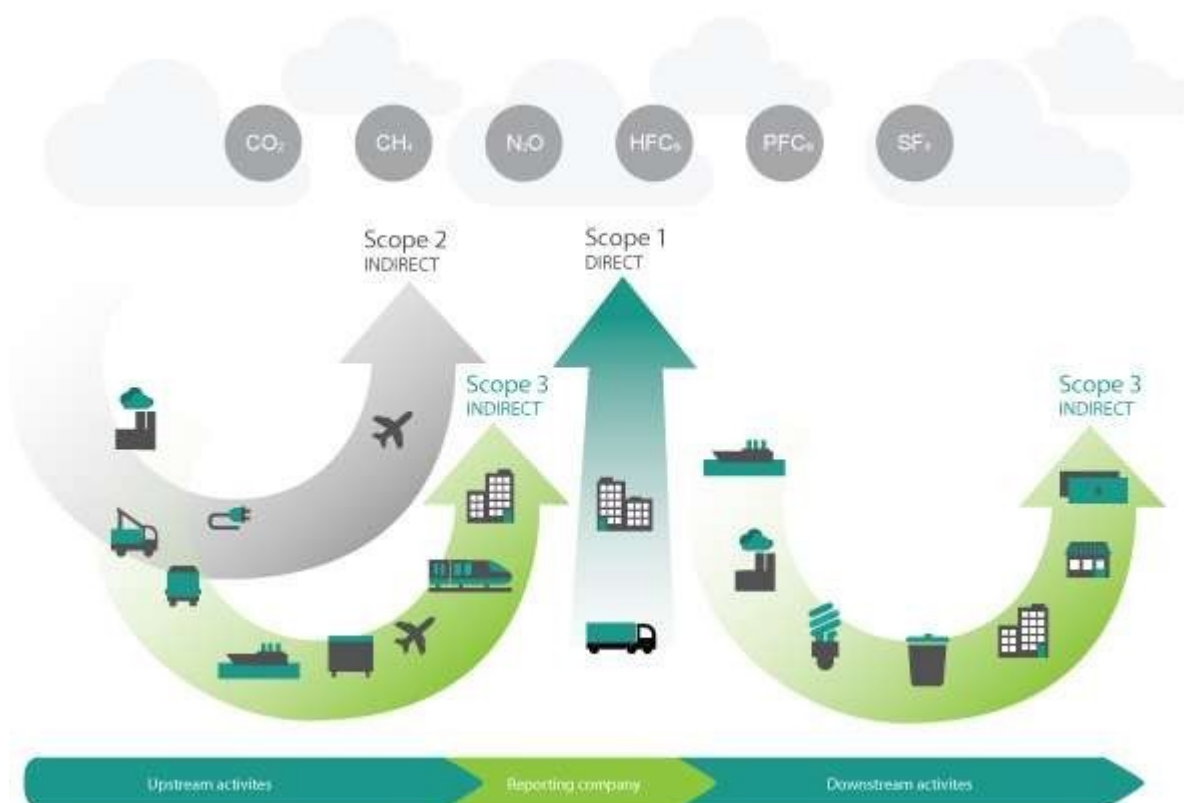 CO₂ CH₄ N₂O HFCₛ PFCₛ SF₆
Scope 2
INDIRECT
Scope 1
DIRECT
Scope 3
INDIRECT
Scope 3
INDIRECT
Upstream activites
Reporting company
Downstream activites